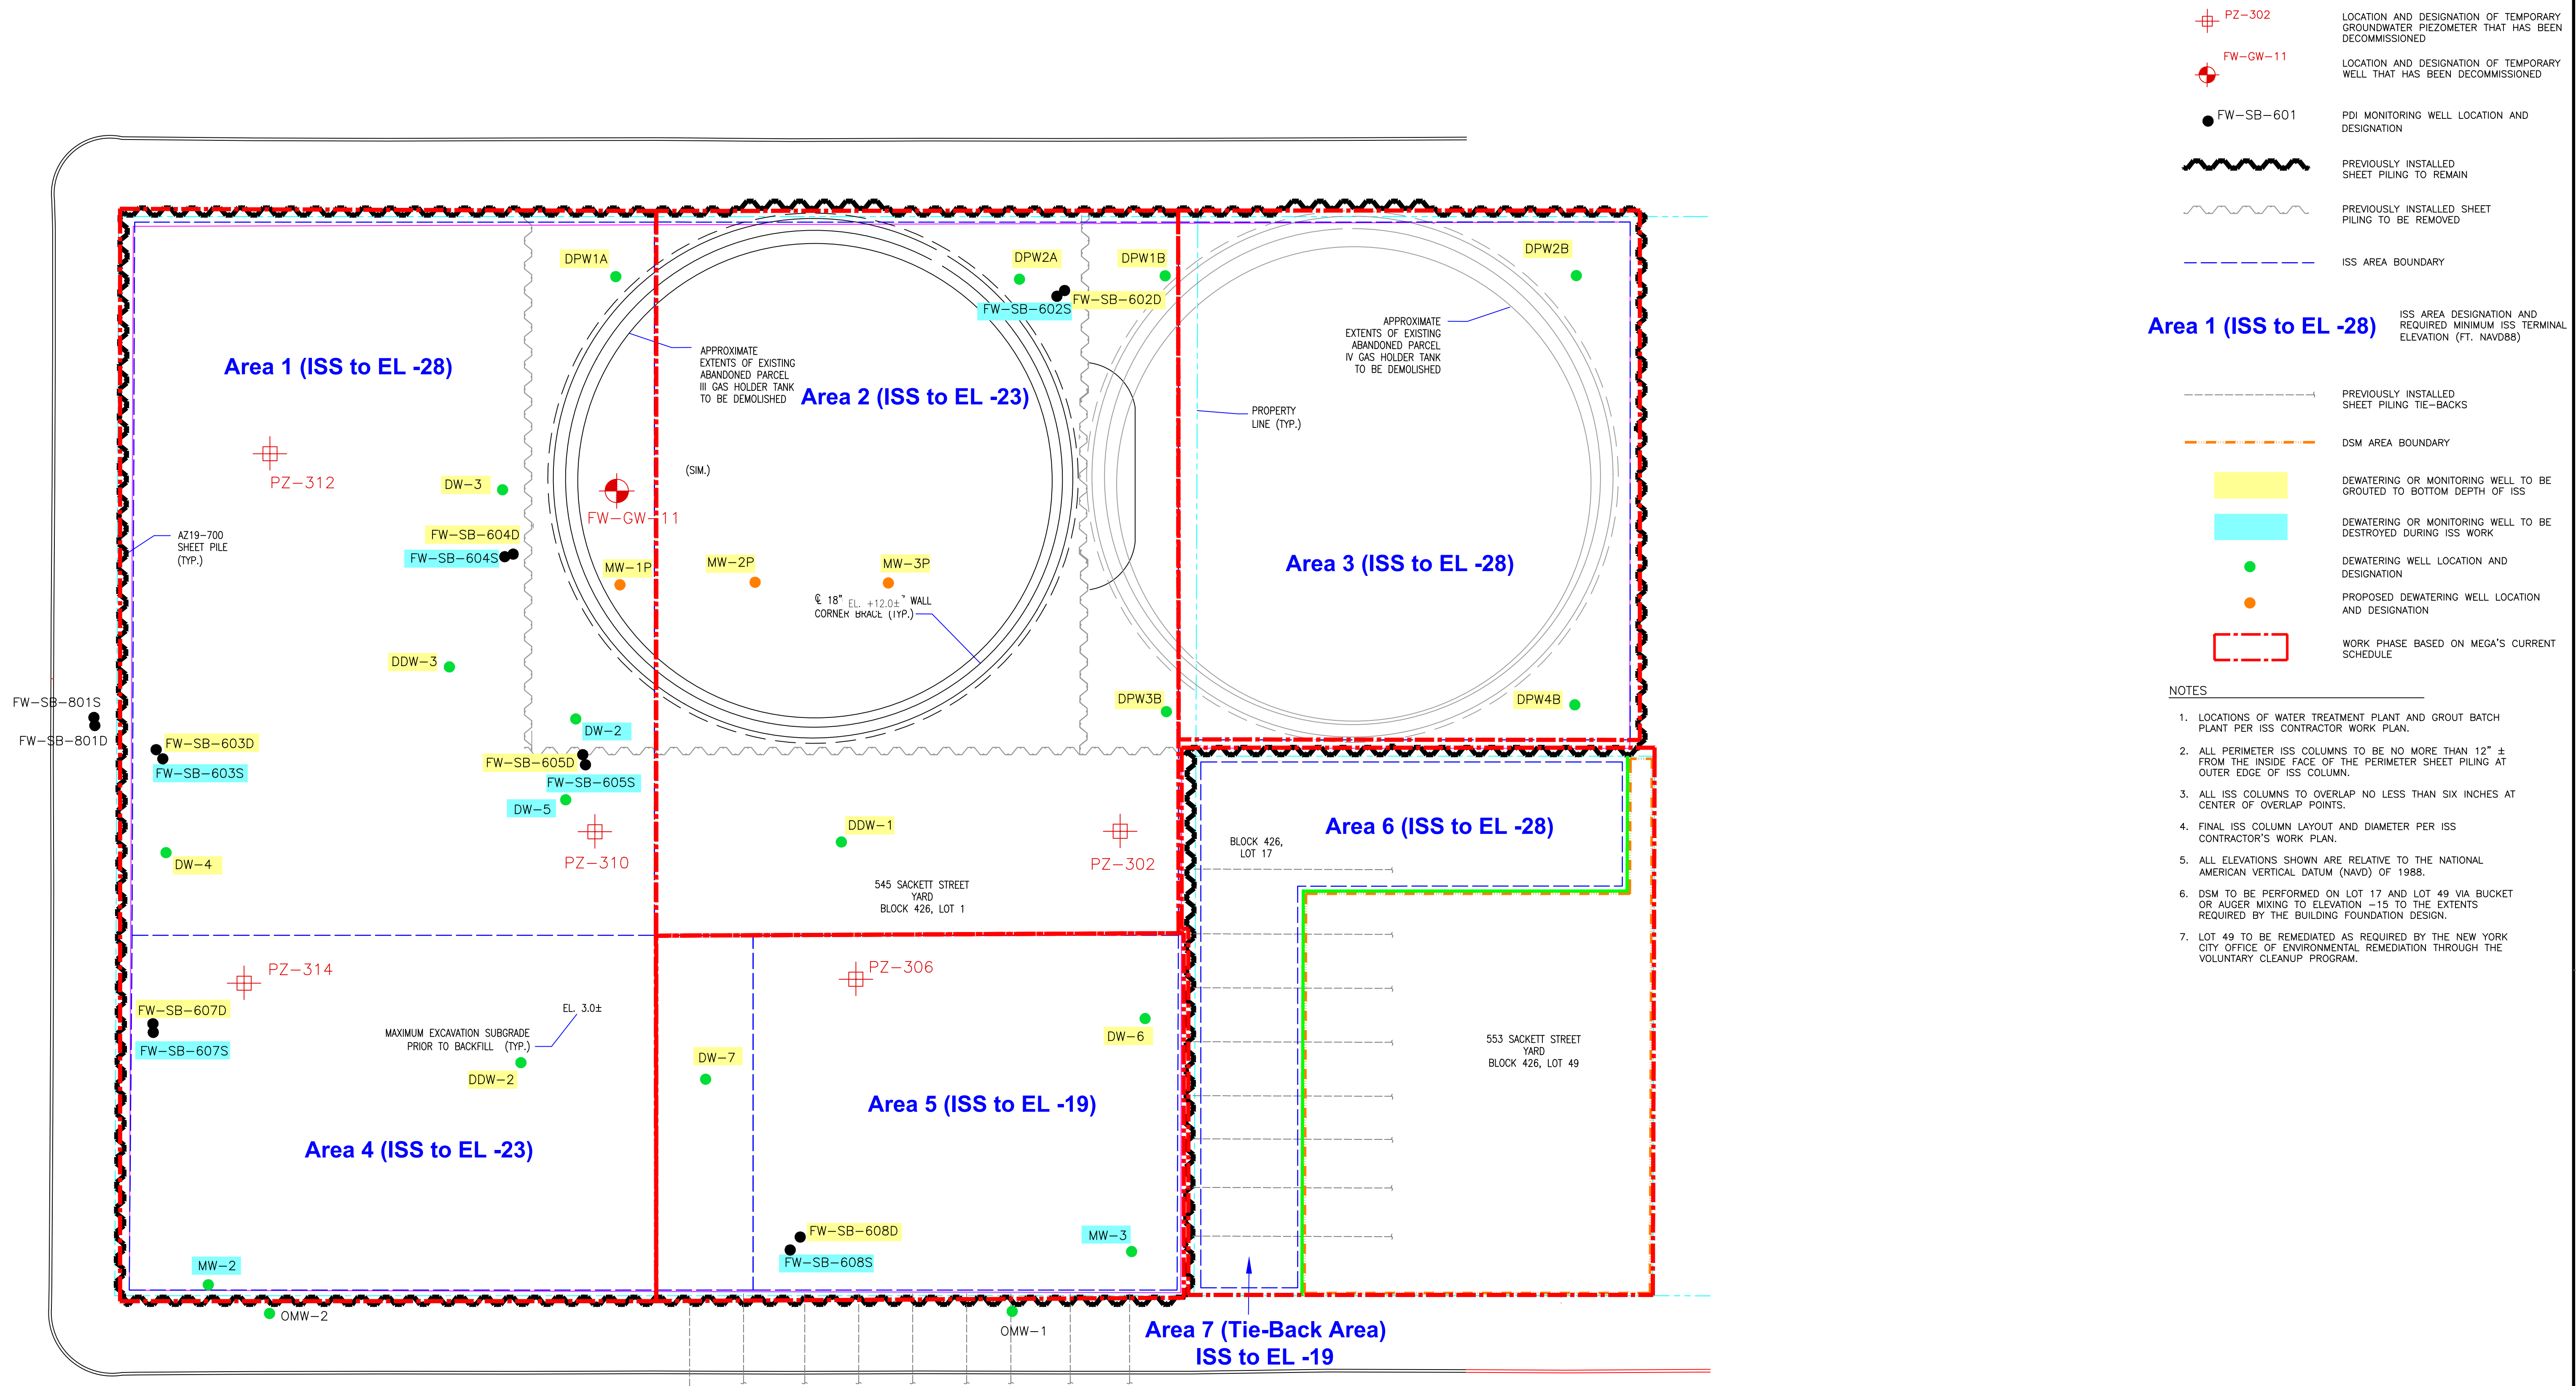 PZ-302
LOCATION AND DESIGNATION OF TEMPORARY
GROUNDWATER PIEZOMETER THAT HAS BEEN
DECOMMISSIONED
FW-GW-11
LOCATION AND DESIGNATION OF TEMPORARY
WELL THAT HAS BEEN DECOMMISSIONED
FW-SB-601
PDI MONITORING WELL LOCATION AND
DESIGNATION
PREVIOUSLY INSTALLED
SHEET PILING TO REMAIN
PREVIOUSLY INSTALLED SHEET
PILING TO BE REMOVED
ISS AREA BOUNDARY
Area 1 (ISS to EL -28)
ISS AREA DESIGNATION AND
REQUIRED MINIMUM ISS TERMINAL
ELEVATION (FT. NAVD88)
PREVIOUSLY INSTALLED
SHEET PILING TIE-BACKS
DSM AREA BOUNDARY
DEWATERING OR MONITORING WELL TO BE
GROUTED TO BOTTOM DEPTH OF ISS
DEWATERING OR MONITORING WELL TO BE
DESTROYED DURING ISS WORK
DEWATERING WELL LOCATION AND
DESIGNATION
PROPOSED DEWATERING WELL LOCATION
AND DESIGNATION
WORK PHASE BASED ON MEGA'S CURRENT
SCHEDULE
NOTES
1. LOCATIONS OF WATER TREATMENT PLANT AND GROUT BATCH
PLANT PER ISS CONTRACTOR WORK PLAN.
2. ALL PERIMETER ISS COLUMNS TO BE NO MORE THAN 12" ±
FROM THE INSIDE FACE OF THE PERIMETER SHEET PILING AT
OUTER EDGE OF ISS COLUMN.
3. ALL ISS COLUMNS TO OVERLAP NO LESS THAN SIX INCHES AT
CENTER OF OVERLAP POINTS.
4. FINAL ISS COLUMN LAYOUT AND DIAMETER PER ISS
CONTRACTOR'S WORK PLAN.
5. ALL ELEVATIONS SHOWN ARE RELATIVE TO THE NATIONAL
AMERICAN VERTICAL DATUM (NAVD) OF 1988.
6. DSM TO BE PERFORMED ON LOT 17 AND LOT 49 VIA BUCKET
OR AUGER MIXING TO ELEVATION -15 TO THE EXTENTS
REQUIRED BY THE BUILDING FOUNDATION DESIGN.
7. LOT 49 TO BE REMEDIATED AS REQUIRED BY THE NEW YORK
CITY OFFICE OF ENVIRONMENTAL REMEDIATION THROUGH THE
VOLUNTARY CLEANUP PROGRAM.
DPW1A
DPW2A
DPW1B
DPW2B
FW-SB-602D
FW-SB-602S
APPROXIMATE
EXTENTS OF EXISTING
ABANDONED PARCEL
IV GAS HOLDER TANK
TO BE DEMOLISHED
APPROXIMATE
EXTENTS OF EXISTING
ABANDONED PARCEL
III GAS HOLDER TANK
TO BE DEMOLISHED
Area 1 (ISS to EL -28)
Area 2 (ISS to EL -23)
PROPERTY
LINE (TYP.)
(SIM.)
PZ-312
DW-3
FW-GW-11
AZ19-700
SHEET PILE
(TYP.)
FW-SB-604D
FW-SB-604S
MW-1P
MW-2P
MW-3P
Area 3 (ISS to EL -28)
℄ 18" EL. +12.0± " WALL
CORNER BRACE (TYP.)
DDW-3
DPW3B
DPW4B
FW-SB-801S
FW-SB-801D
DW-2
FW-SB-603D
FW-SB-603S
FW-SB-605D
FW-SB-605S
DW-5
DDW-1
Area 6 (ISS to EL -28)
BLOCK 426,
LOT 17
PZ-310
PZ-302
DW-4
545 SACKETT STREET
YARD
BLOCK 426, LOT 1
PZ-314
PZ-306
FW-SB-607D
FW-SB-607S
EL. 3.0±
MAXIMUM EXCAVATION SUBGRADE
PRIOR TO BACKFILL (TYP.)
DDW-2
DW-7
DW-6
553 SACKETT STREET
YARD
BLOCK 426, LOT 49
Area 5 (ISS to EL -19)
Area 4 (ISS to EL -23)
FW-SB-608D
FW-SB-608S
MW-3
MW-2
OMW-2
OMW-1
Area 7 (Tie-Back Area)
ISS to EL -19